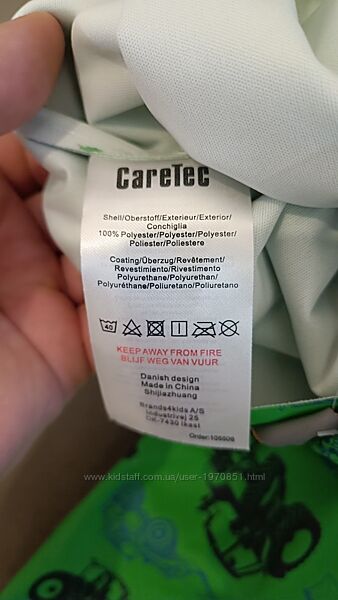 CareTec
Shell/Oberstoff/Exterieur/Exterior/
Conchiglia
100% Polyester/Polyester/Polyester/
Poliester/Poliestere
Coating/Überzug/Revêtement/
Revestimiento/Rivestimento
Polyurethane/Polyurethan/
Polyuréthane/Poliuretano/Poliuretano
40
KEEP AWAY FROM FIRE
BLIJF WEG VAN VUUR
Danish design
Made in China
Shijiazhuang
Brands4kids A/S
Industrivej 25
DK-7430 Ikast
Order:105509
www.kidstaff.com.ua/user-1970851.html